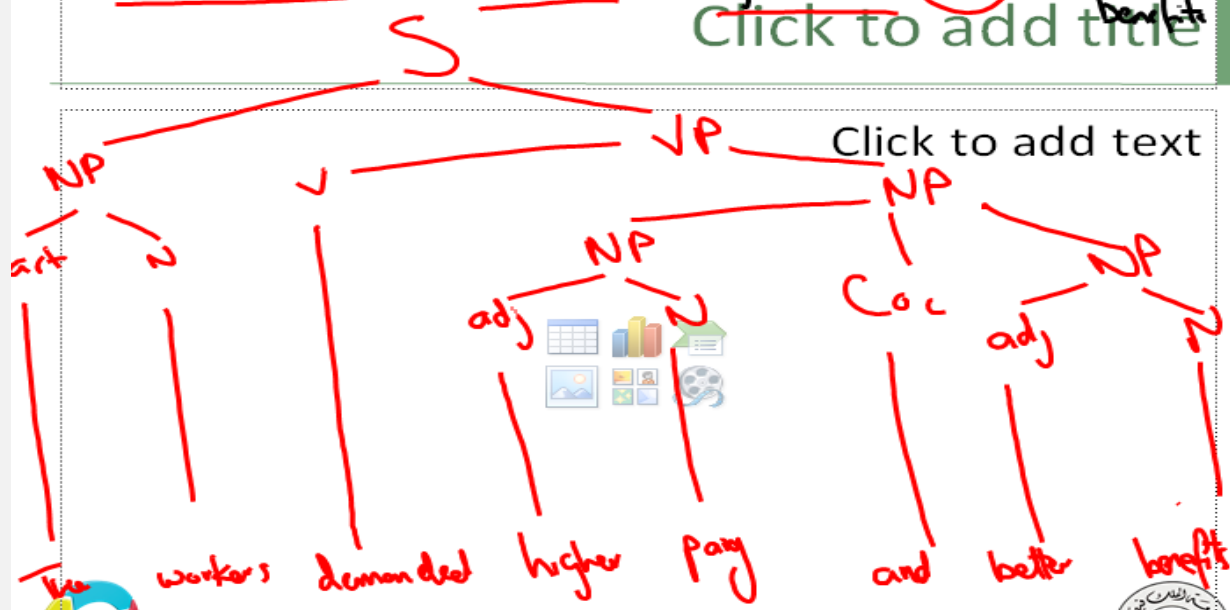 benefits
Click to add title
S
VP
Click to add text
NP
V
NP
NP
NP
art
N
adj
N
Coc
adj
N
The workers demanded higher pay and better benefits